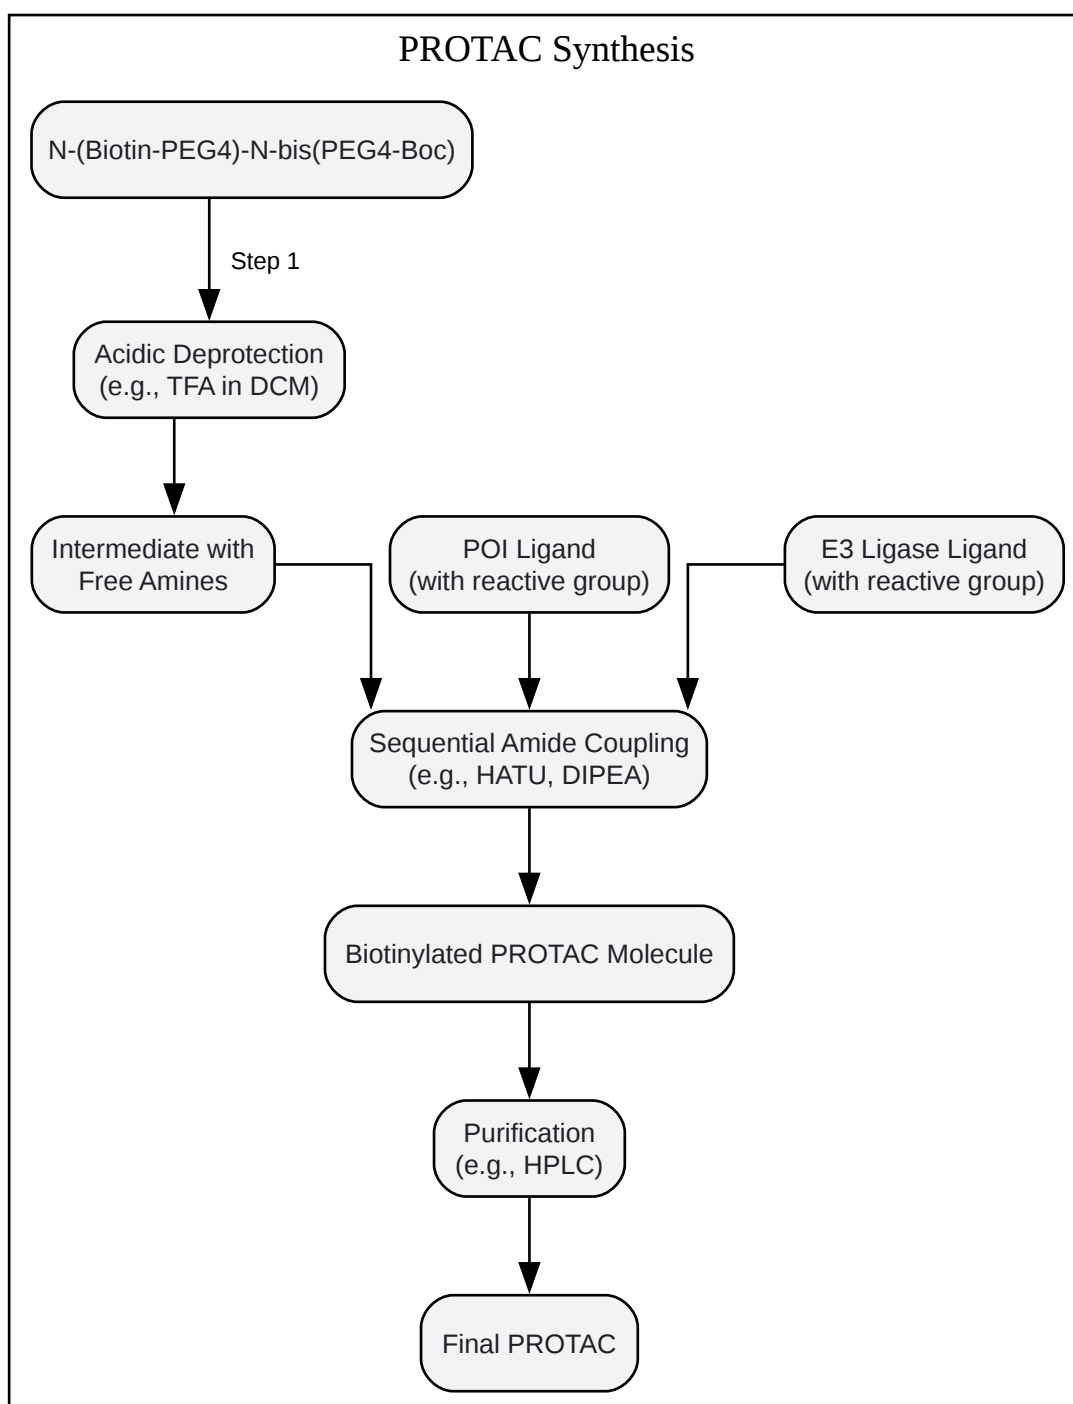 PROTAC Synthesis
N-(Biotin-PEG4)-N-bis(PEG4-Boc)
Step 1
Acidic Deprotection
(e.g., TFA in DCM)
Intermediate with
Free Amines
POI Ligand
(with reactive group)
E3 Ligase Ligand
(with reactive group)
Sequential Amide Coupling
(e.g., HATU, DIPEA)
Biotinylated PROTAC Molecule
Purification
(e.g., HPLC)
Final PROTAC